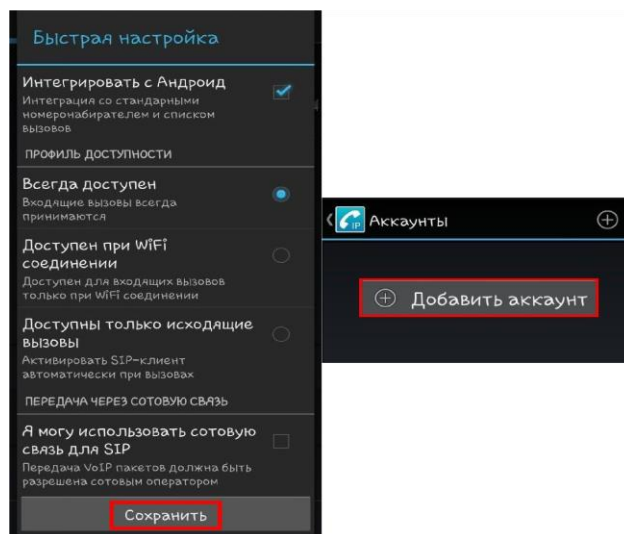 Быстрая настройка
Интегрировать с Андроид
Интеграция со стандарными
номеронабирателем и списком
вызовов
ПРОФИЛЬ ДОСТУПНОСТИ
Всегда доступен
Входящие вызовы всегда
принимаются
Доступен при WiFi
соединении
Доступен для входящих вызовов
только при WiFi соединении
Доступны только исходящие
вызовы
Активировать SIP-клиент
автоматически при вызовах
ПЕРЕДАЧА ЧЕРЕЗ СОТОВУЮ СВЯЗЬ
Я могу использовать сотовую
связь для SIP
Передача VoIP пакетов должна быть
разрешена сотовым оператором
Сохранить
IP Аккаунты
Добавить аккаунт